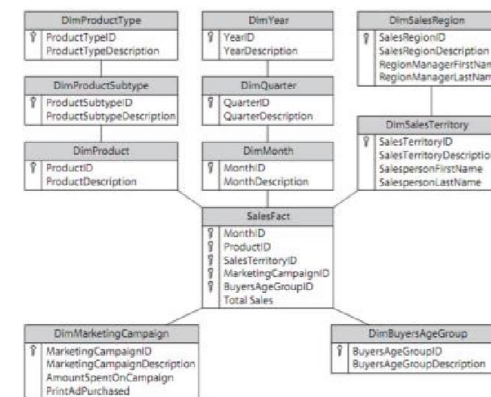 DimProductType
ProductTypeID
ProductTypeDescription
DimYear
YearID
YearDescription
DimSalesRegion
SalesRegionID
SalesRegionDescription
RegionManagerFirstNam
RegionManagerLastNam
DimProductSubtype
ProductSubtypeID
ProductSubtypeDescription
DimQuarter
QuarterID
QuarterDescription
DimProduct
ProductID
ProductDescription
DimMonth
MonthID
MonthDescription
DimSalesTerritory
SalesTerritoryID
SalesTerritoryDescription
SalespersonFirstName
SalespersonLastName
SalesFact
MonthID
ProductID
SalesTerritoryID
MarketingCampaignID
BuyersAgeGroupID
Total Sales
DimMarketingCampaign
MarketingCampaignID
MarketingCampaignDescription
AmountSpentOnCampaign
PrintAdPurchased
DimBuyersAgeGroup
BuyersAgeGroupID
BuyersAgeGroupDescription